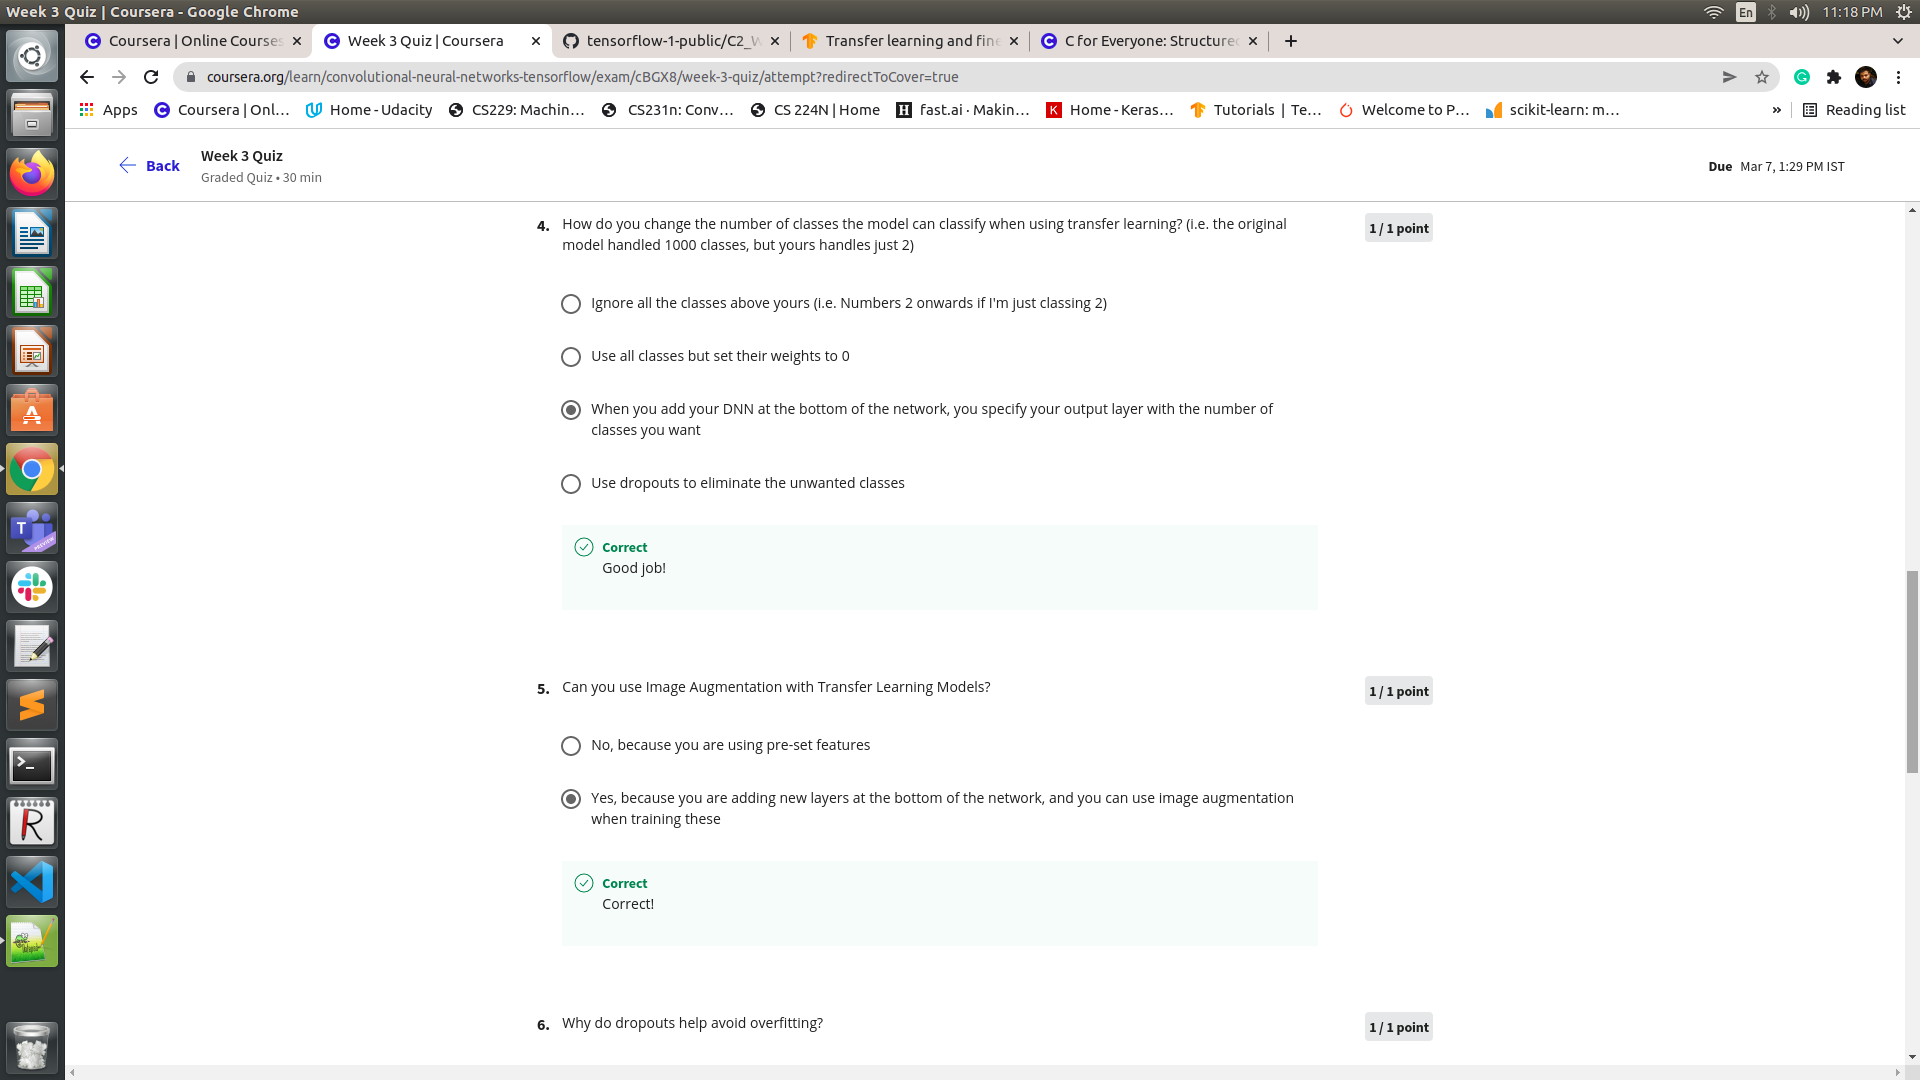 Week 3 Quiz | Coursera - Google Chrome
En
11:18 PM
Coursera | Online Courses
Week 3 Quiz | Coursera
tensorflow-1-public/C2_W
Transfer learning and fine
C for Everyone: Structured
coursera.org/learn/convolutional-neural-networks-tensorflow/exam/cBGX8/week-3-quiz/attempt?redirectToCover=true
Apps
Coursera | Onl...
Home - Udacity
CS229: Machin...
CS231n: Conv...
CS 224N | Home
fast.ai · Makin...
Home - Keras...
Tutorials | Te...
Welcome to P...
scikit-learn: m...
»
Reading list
Back
Week 3 Quiz
Graded Quiz • 30 min
Due Mar 7, 1:29 PM IST
4. How do you change the number of classes the model can classify when using transfer learning? (i.e. the original
model handled 1000 classes, but yours handles just 2)
1 / 1 point
Ignore all the classes above yours (i.e. Numbers 2 onwards if I'm just classing 2)
Use all classes but set their weights to 0
When you add your DNN at the bottom of the network, you specify your output layer with the number of
classes you want
Use dropouts to eliminate the unwanted classes
Correct
Good job!
5. Can you use Image Augmentation with Transfer Learning Models?
1 / 1 point
No, because you are using pre-set features
Yes, because you are adding new layers at the bottom of the network, and you can use image augmentation
when training these
Correct
Correct!
6. Why do dropouts help avoid overfitting?
1 / 1 point